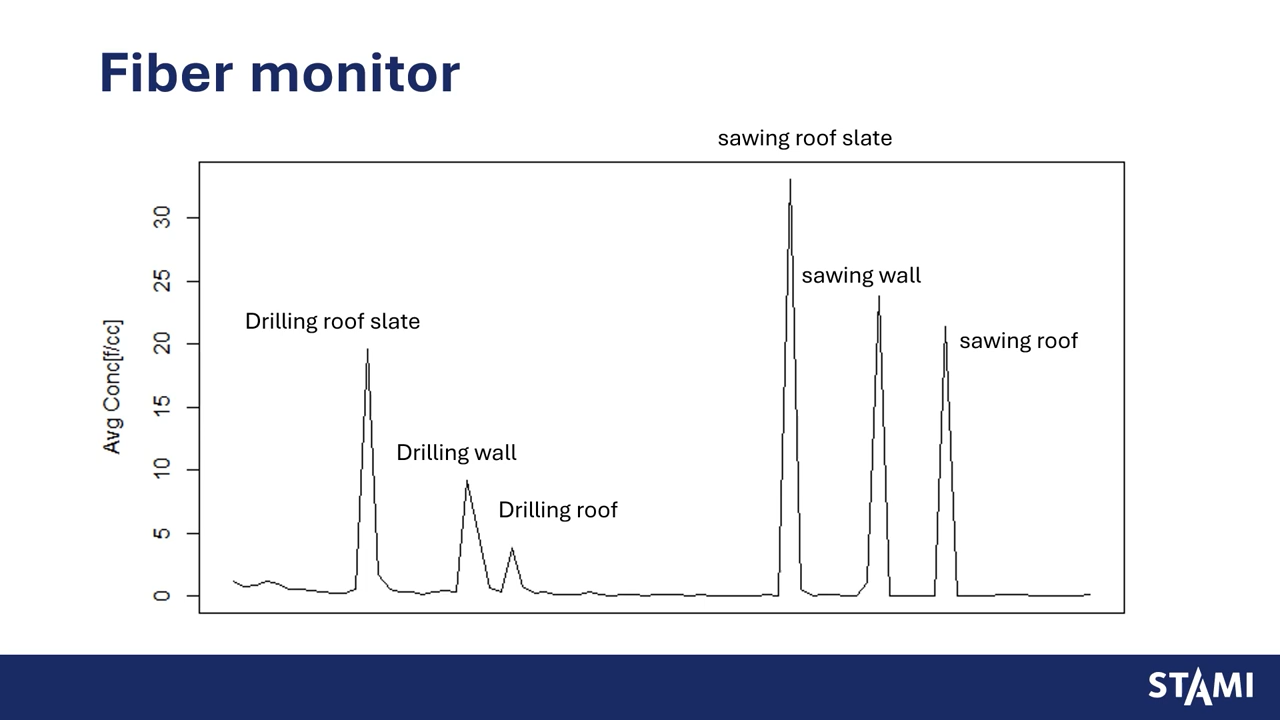 Fiber monitor
sawing roof slate
30
25
20
15
10
5
0
Avg Conc[f/cc]
sawing wall
Drilling roof slate
sawing roof
Drilling wall
Drilling roof
STAMI